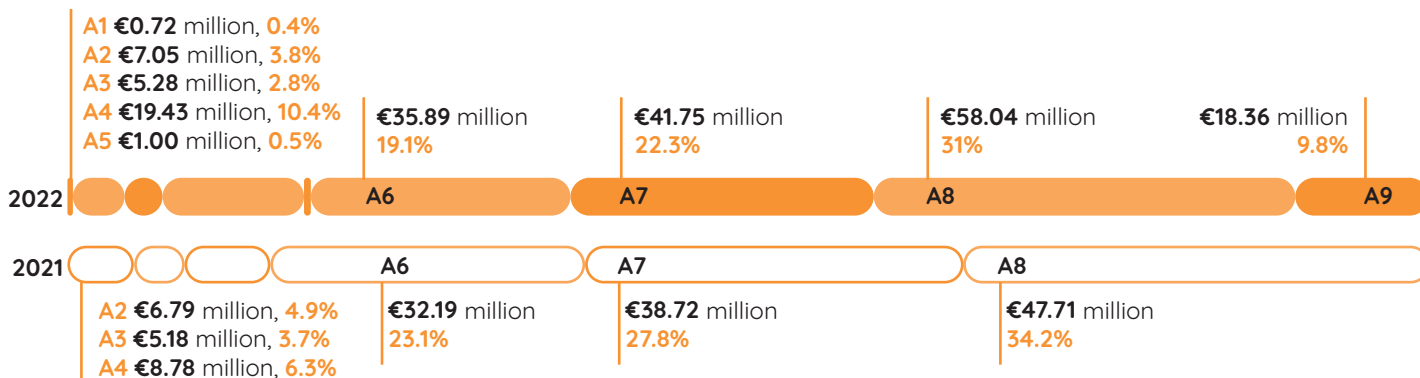 A1 €0.72 million, 0.4%
A2 €7.05 million, 3.8%
A3 €5.28 million, 2.8%
A4 €19.43 million, 10.4%
A5 €1.00 million, 0.5%
€35.89 million
19.1%
€41.75 million
22.3%
€58.04 million
31%
€18.36 million
9.8%
2022 A6 A7 A8 A9
2021 A6 A7 A8
A2 €6.79 million, 4.9%
A3 €5.18 million, 3.7%
A4 €8.78 million, 6.3%
€32.19 million
23.1%
€38.72 million
27.8%
€47.71 million
34.2%